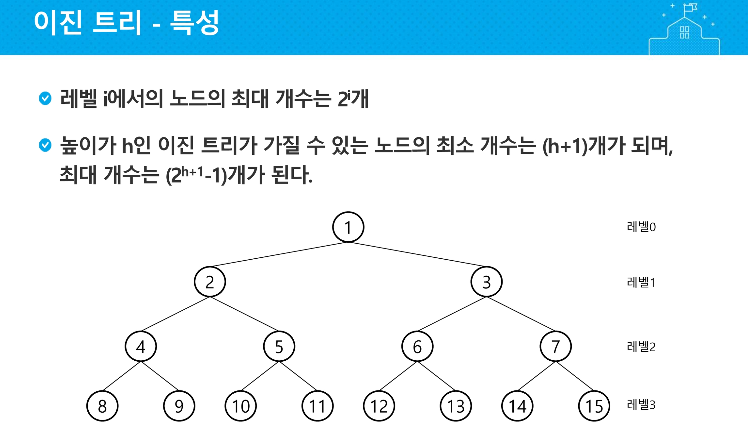 이진 트리 - 특성
레벨 i에서의 노드의 최대 개수는 2ⁱ개
높이가 h인 이진 트리가 가질 수 있는 노드의 최소 개수는 (h+1)개가 되며,
최대 개수는 (2ʰ⁺¹-1)개가 된다.
1 레벨0
2 3 레벨1
4 5 6 7 레벨2
8 9 10 11 12 13 14 15 레벨3